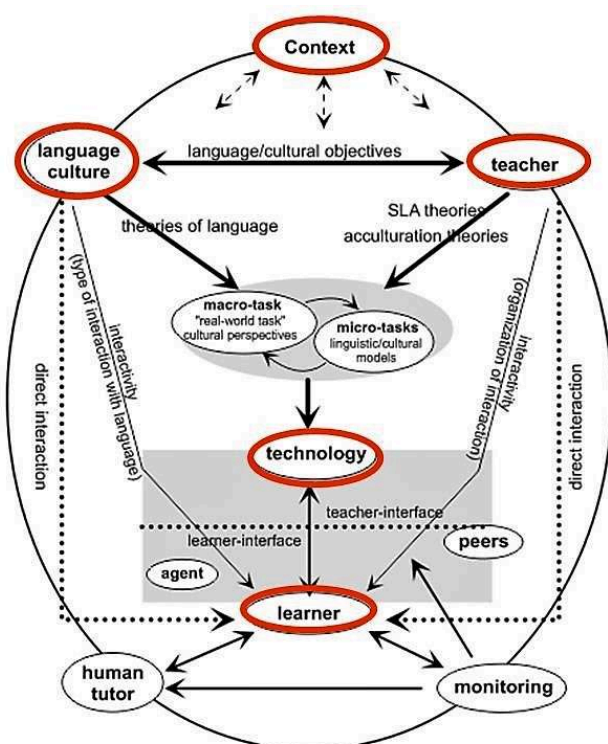 Context
language
culture
language/cultural objectives
teacher
theories of language
SLA theories
acculturation theories
macro-task
"real-world task"
cultural perspectives
micro-tasks
linguistic/cultural
models
interactivity
(type of interaction with language)
interactivity
(organization of interaction)
direct interaction
direct interaction
technology
teacher-interface
learner-interface
peers
agent
learner
human
tutor
monitoring